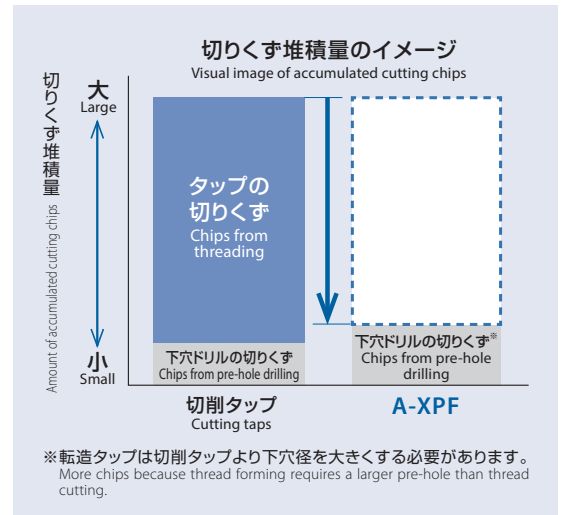 切りくず堆積量のイメージ
Visual image of accumulated cutting chips
切りくず堆積量
Amount of accumulated cutting chips
大
Large
小
Small
タップの
切りくず
Chips from
threading
下穴ドリルの切りくず
Chips from pre-hole drilling
下穴ドリルの切りくず※
Chips from pre-hole
drilling
切削タップ
Cutting taps
A-XPF
※転造タップは切削タップより下穴径を大きくする必要があります。
More chips because thread forming requires a larger pre-hole than thread
cutting.